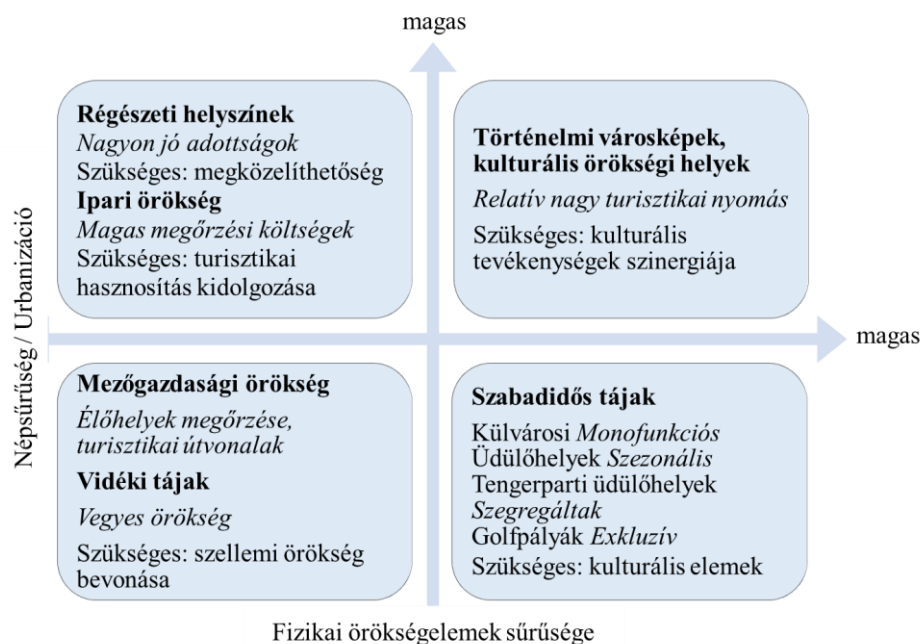 magas
Régészeti helyszínek
Nagyon jó adottságok
Szükséges: megközelíthetőség
Ipari örökség
Magas megőrzési költségek
Szükséges: turisztikai
hasznosítás kidolgozása
Történelmi városképek,
kulturális örökségi helyek
Relatív nagy turisztikai nyomás
Szükséges: kulturális
tevékenységek szinergiája
Népsűrűség / Urbanizáció
magas
Mezőgazdasági örökség
Élőhelyek megőrzése,
turisztikai útvonalak
Vidéki tájak
Vegyes örökség
Szükséges: szellemi örökség
bevonása
Szabadidős tájak
Külvárosi Monofunkciós
Üdülőhelyek Szezonális
Tengerparti üdülőhelyek
Szegregáltak
Golfpályák Exkluzív
Szükséges: kulturális elemek
Fizikai örökségelemek sűrűsége